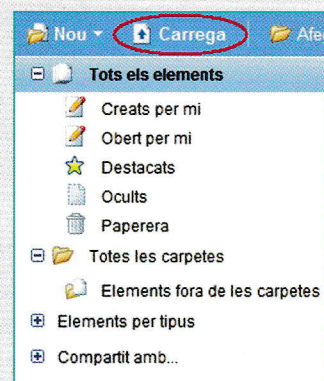 Nou Carrega
Tots els elements
Creats per mi
Obert per mi
Destacats
Ocults
Paperera
Totes les carpetes
Elements fora de les carpetes
Elements per tipus
Compartit amb...